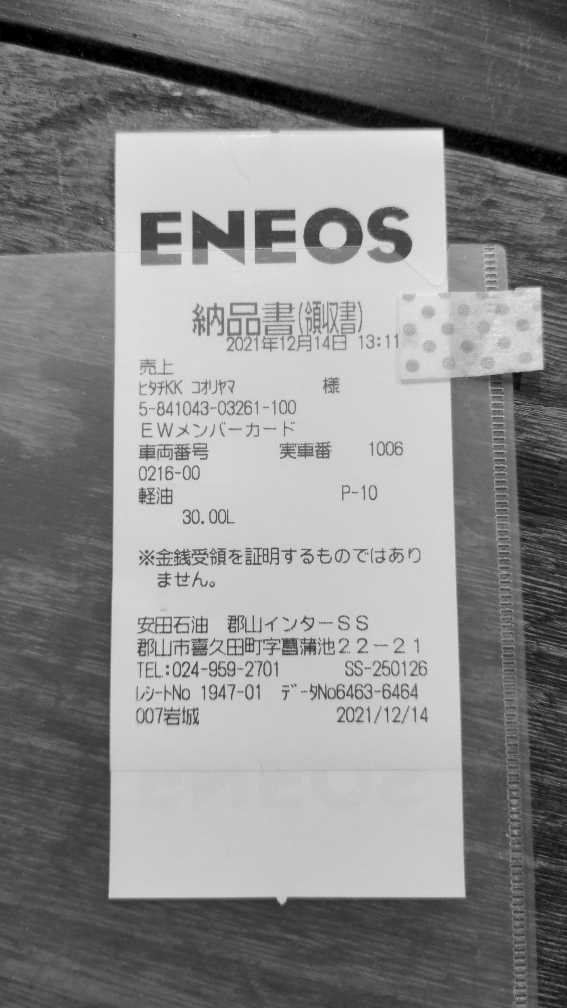 ENEOS
納品書(領収書)
2021年12月14日 13:11
売上
ﾋﾀﾁKK ｺｵﾘﾔﾏ 様
5-841043-03261-100
ＥＷメンバーカード
車両番号 実車番 1006
0216-00
軽油 P-10
30.00L
※金銭受領を証明するものではあり
ません。
安田石油 郡山インターＳＳ
郡山市喜久田町字菖蒲池２２－２１
TEL:024-959-2701 SS-250126
ﾚｼｰﾄNo 1947-01 ﾃﾞｰﾀNo6463-6464
007岩城 2021/12/14